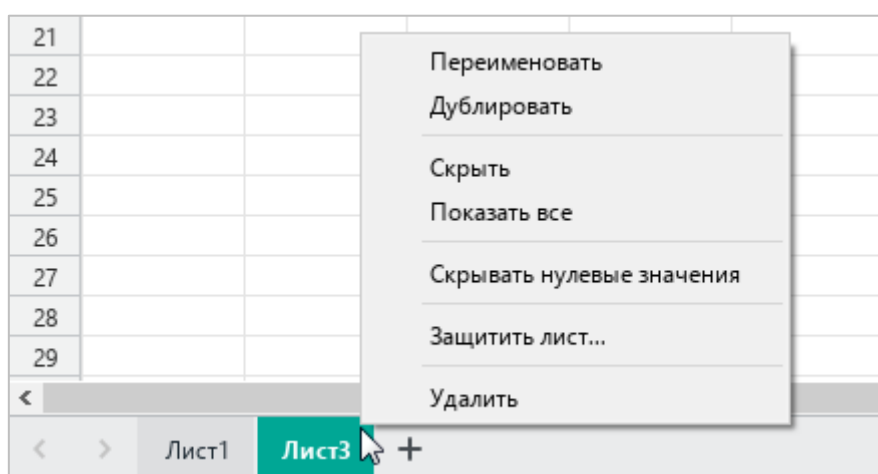 21
Переименовать
22
Дублировать
23
24
Скрыть
25
Показать все
26
27
Скрывать нулевые значения
28
Защитить лист...
29
Удалить
Лист1 Лист3 +